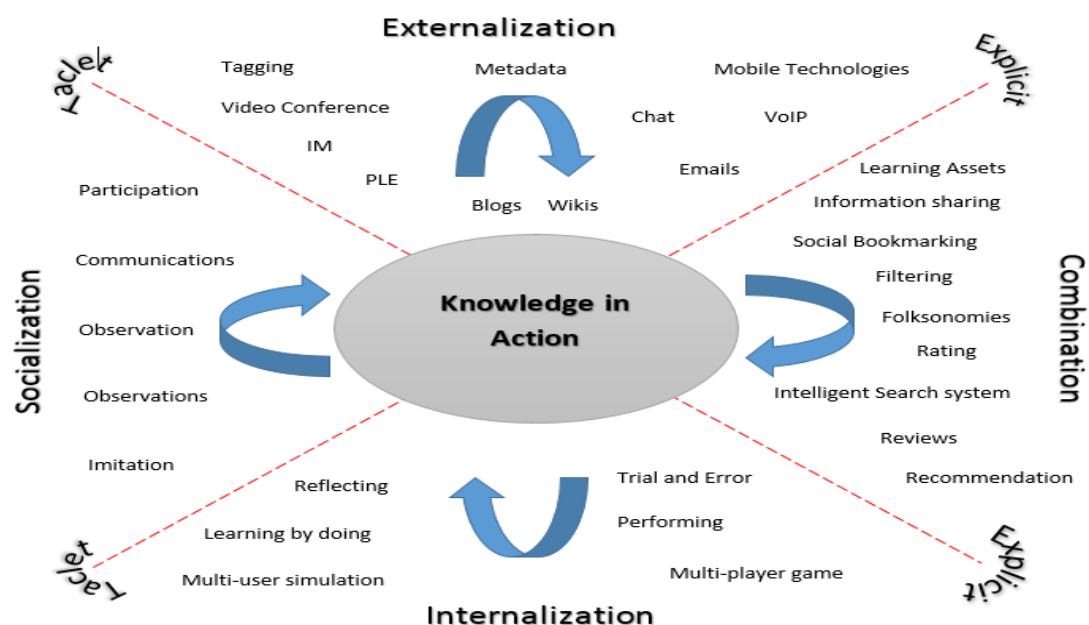 Externalization
Taclet
Explicit
Tagging
Metadata
Mobile Technologies
Video Conference
Chat
VoIP
IM
Emails
PLE
Blogs
Wikis
Learning Assets
Information sharing
Social Bookmarking
Filtering
Folksonomies
Rating
Intelligent Search system
Reviews
Recommendation
Combination
Participation
Communications
Observation
Observations
Imitation
Socialization
Knowledge in
Action
Reflecting
Trial and Error
Learning by doing
Performing
Multi-user simulation
Multi-player game
Taclet
Explicit
Internalization